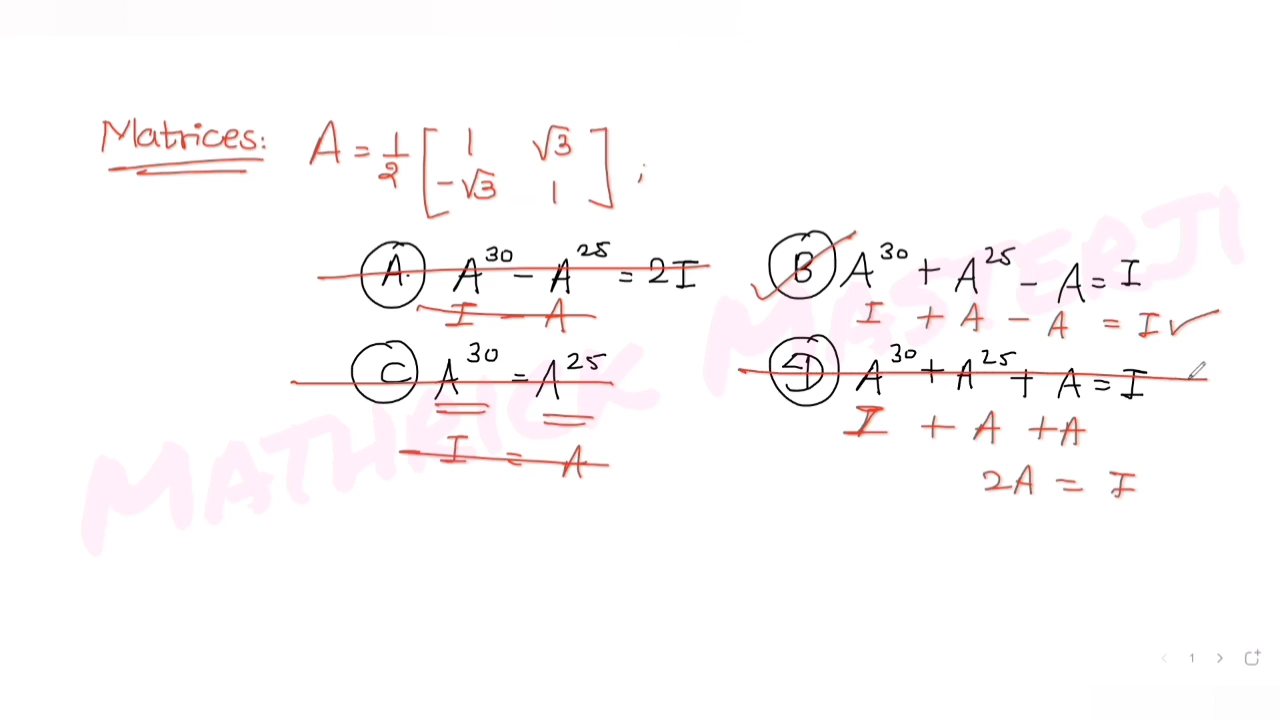 Matrices: A = 1/2 [ 1 √3
-√3 1 ] ;
A. A^30 - A^25 = 2I
I - A
B A^30 + A^25 - A = I
I + A - A = I ✓
C A^30 = A^25
I = A
D A^30 + A^25 + A = I
I + A + A
2A = I
MATHRICK MASTERJI
1